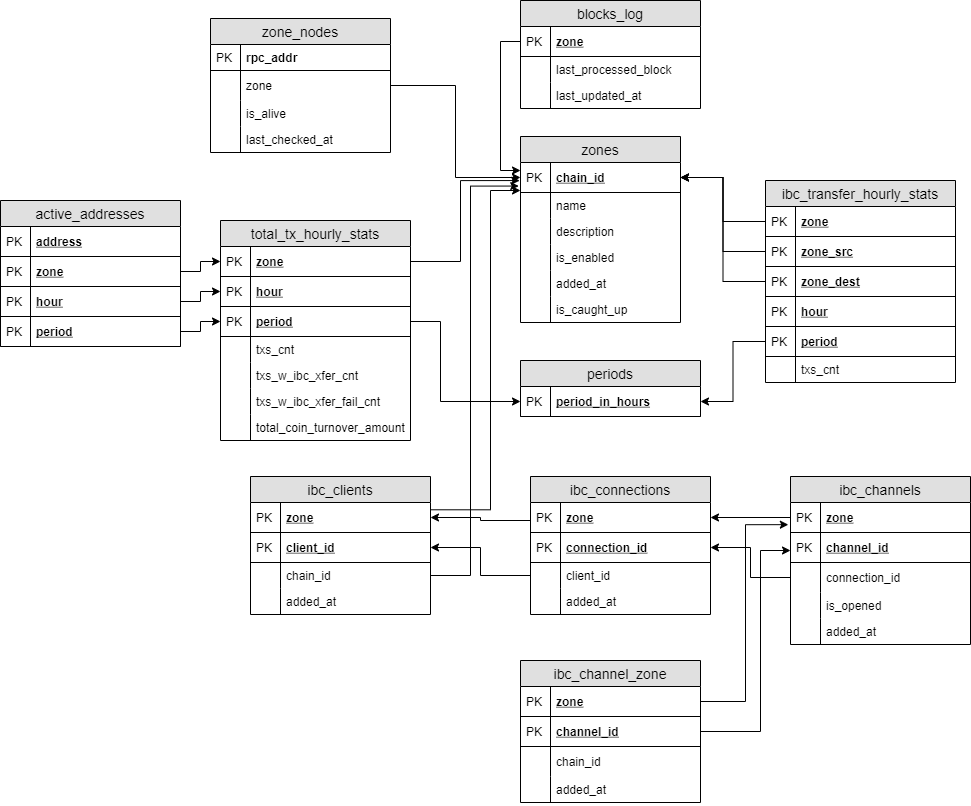 zone_nodes
PK rpc_addr
zone
is_alive
last_checked_at
blocks_log
PK zone
last_processed_block
last_updated_at
zones
PK chain_id
name
description
is_enabled
added_at
is_caught_up
ibc_transfer_hourly_stats
PK zone
PK zone_src
PK zone_dest
PK hour
PK period
txs_cnt
active_addresses
PK address
PK zone
PK hour
PK period
total_tx_hourly_stats
PK zone
PK hour
PK period
txs_cnt
txs_w_ibc_xfer_cnt
txs_w_ibc_xfer_fail_cnt
total_coin_turnover_amount
periods
PK period_in_hours
ibc_clients
PK zone
PK client_id
chain_id
added_at
ibc_connections
PK zone
PK connection_id
client_id
added_at
ibc_channels
PK zone
PK channel_id
connection_id
is_opened
added_at
ibc_channel_zone
PK zone
PK channel_id
chain_id
added_at